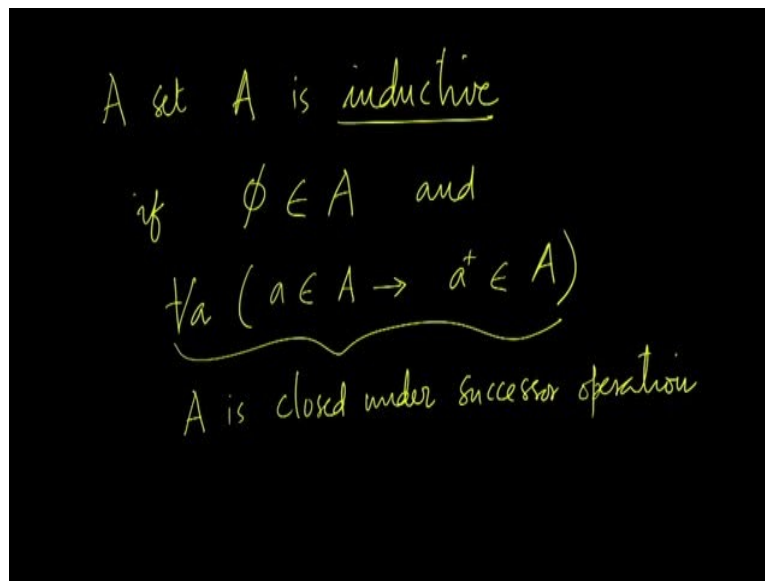 A set A is inductive
if ϕ ∈ A and
∀a (a ∈ A → a⁺ ∈ A)
A is closed under successor operation